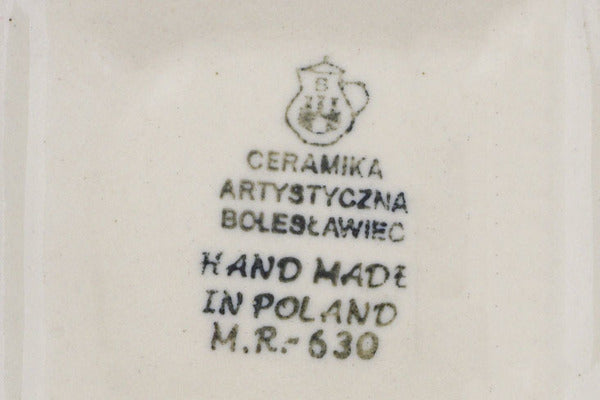 CERAMIKA
ARTYSTYCZNA
BOLESŁAWIEC
HAND MADE
IN POLAND
M.R.-630